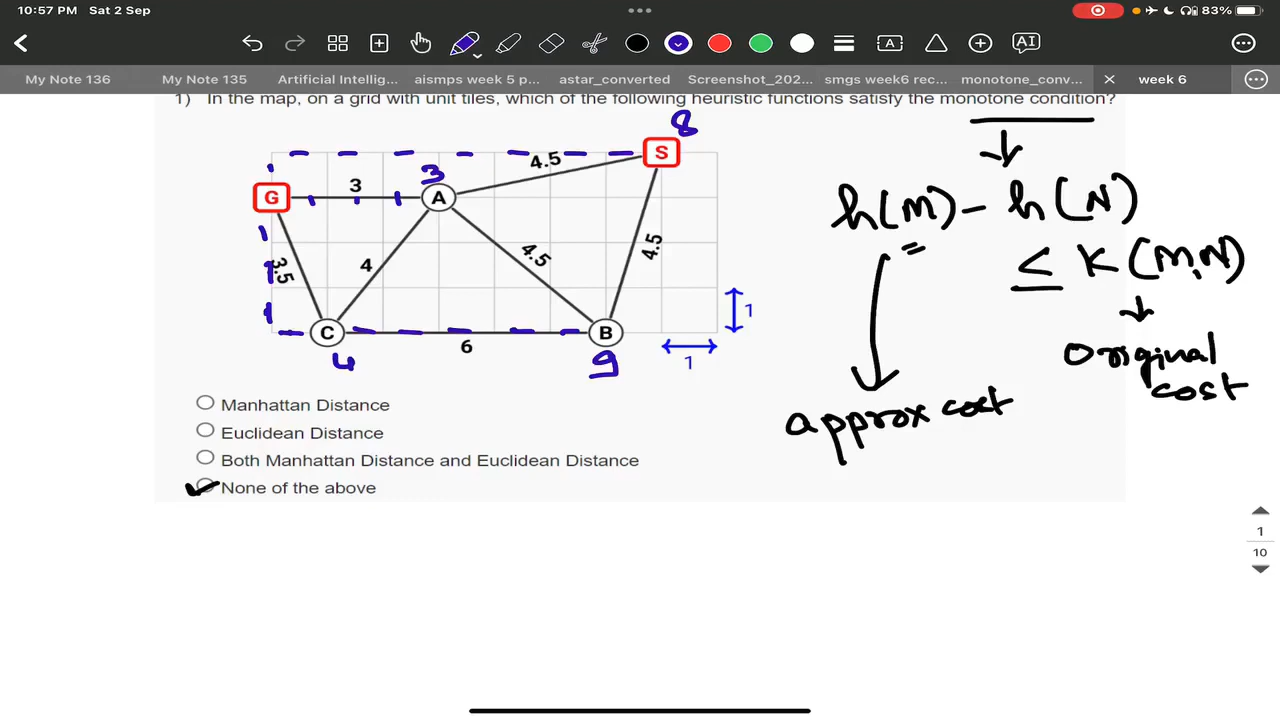 10:57 PM Sat 2 Sep
83%
My Note 136
My Note 135
Artificial Intellig...
aismps week 5 p...
astar_converted
Screenshot_202...
smgs week6 rec...
monotone_conv...
week 6
1) In the map, on a grid with unit tiles, which of the following heuristic functions satisfy the monotone condition?
8
S
4.5
3
3
G
A
h(M) - h(N)
≤ K(M,N)
3.5
4
4.5
4.5
1
C
6
B
1
4
9
original
cost
approx cost
Manhattan Distance
Euclidean Distance
Both Manhattan Distance and Euclidean Distance
None of the above
1
10
A
AI